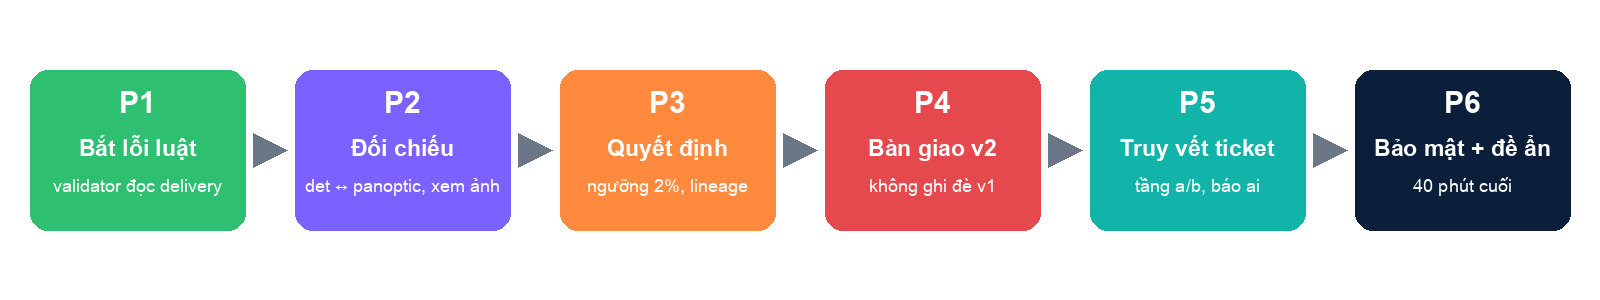 P1
Bắt lỗi luật
validator đọc delivery
P2
Đối chiếu
det ↔ panoptic, xem ảnh
P3
Quyết định
ngưỡng 2%, lineage
P4
Bàn giao v2
không ghi đè v1
P5
Truy vết ticket
tầng a/b, báo ai
P6
Bảo mật + đề ẩn
40 phút cuối